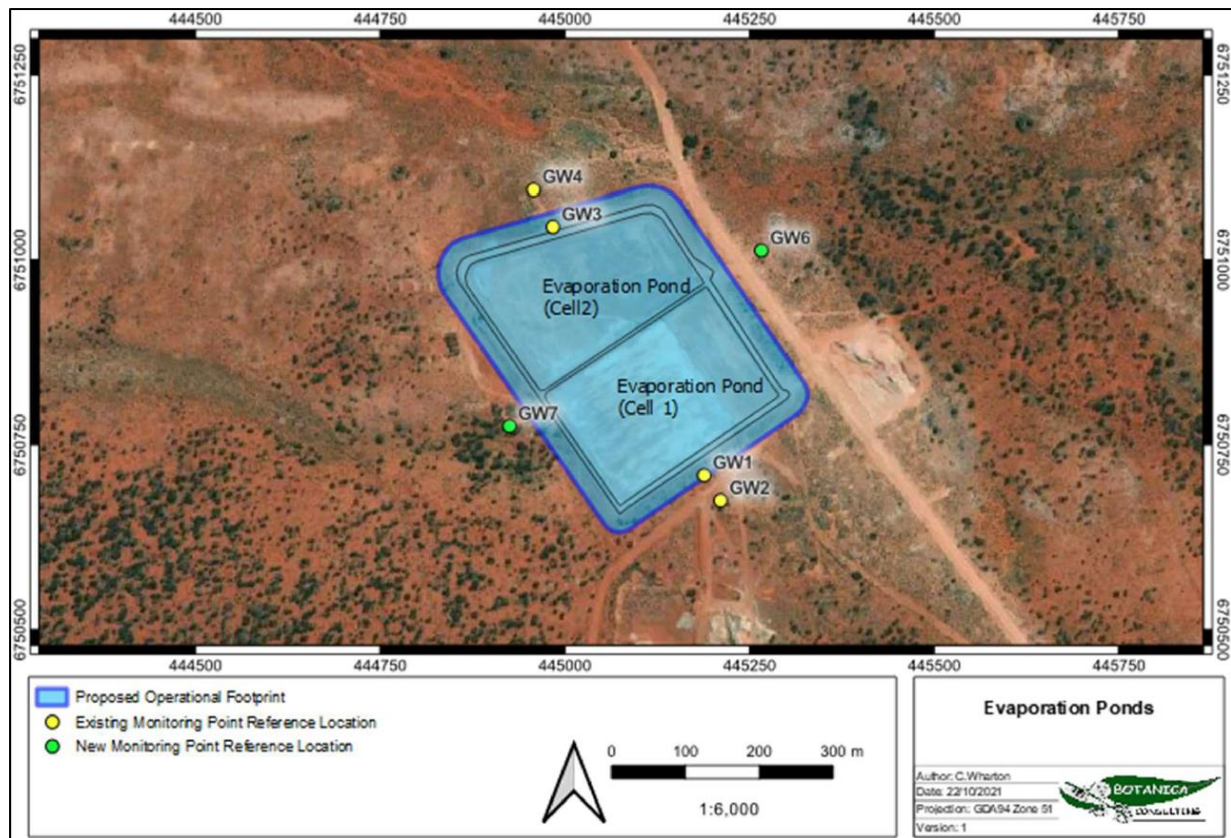 444500 444750 445000 445250 445500 445750
6751250 6751250
GW4
GW3
6751000 GW6 6751000
Evaporation Pond
(Cell2)
Evaporation Pond
(Cell 1)
GW7
6750750 6750750
GW1
GW2
6750500 6750500
444500 444750 445000 445250 445500 445750
Proposed Operational Footprint
Existing Monitoring Point Reference Location
New Monitoring Point Reference Location
0 100 200 300 m
1:6,000
Evaporation Ponds
Author: C.Wharton
Date: 22/10/2021
Projection: GDA94 Zone 51
Version: 1
BOTANICA
CONSULTING